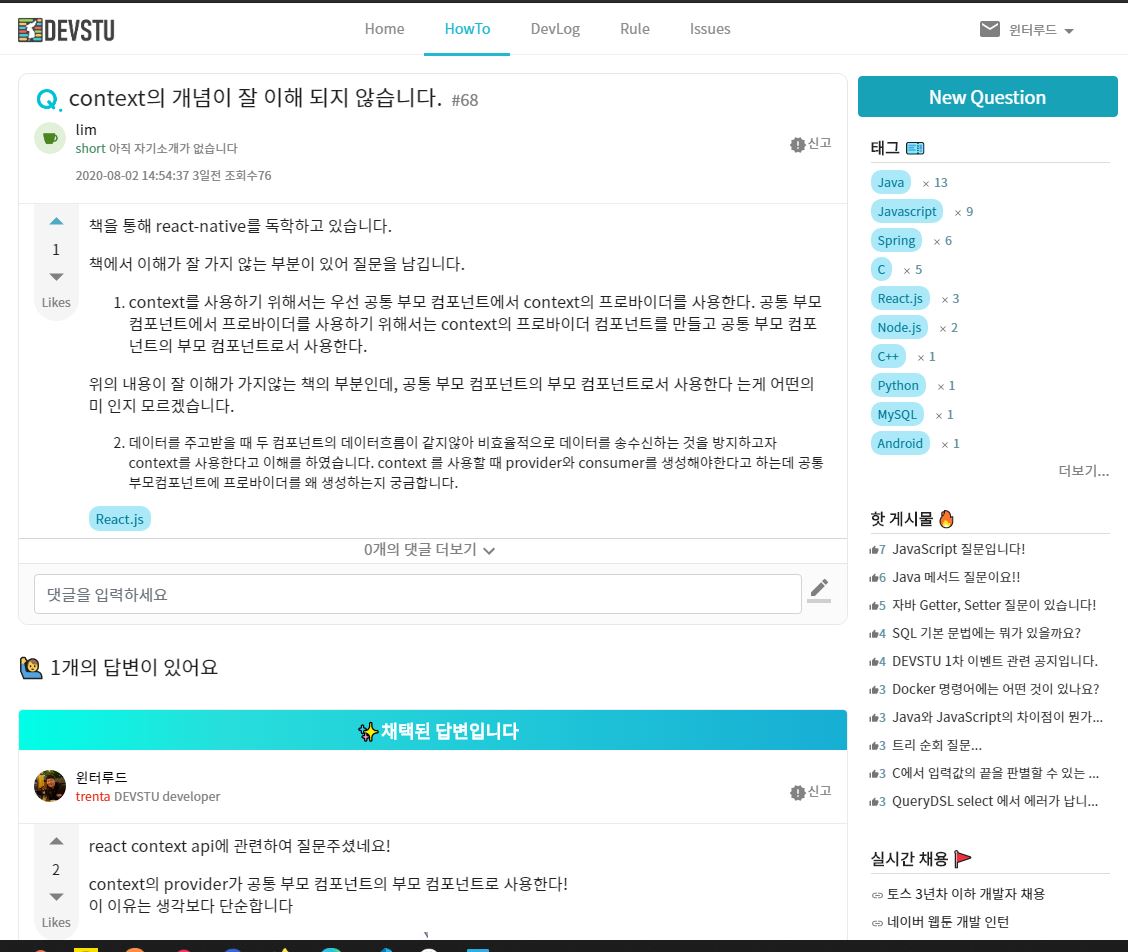 DEVSTU
Home
HowTo
DevLog
Rule
Issues
윈터루드
Q. context의 개념이 잘 이해 되지 않습니다. #68
lim
short 아직 자기소개가 없습니다
신고
2020-08-02 14:54:37 3일전 조회수76
1
Likes
책을 통해 react-native를 독학하고 있습니다.
책에서 이해가 잘 가지 않는 부분이 있어 질문을 남깁니다.
1. context를 사용하기 위해서는 우선 공통 부모 컴포넌트에서 context의 프로바이더를 사용한다. 공통 부모
컴포넌트에서 프로바이더를 사용하기 위해서는 context의 프로바이더 컴포넌트를 만들고 공통 부모 컴포
넌트의 부모 컴포넌트로서 사용한다.
위의 내용이 잘 이해가 가지않는 책의 부분인데, 공통 부모 컴포넌트의 부모 컴포넌트로서 사용한다 는게 어떤의
미 인지 모르겠습니다.
2. 데이터를 주고받을 때 두 컴포넌트의 데이터흐름이 같지않아 비효율적으로 데이터를 송수신하는 것을 방지하고자
context를 사용한다고 이해를 하였습니다. context 를 사용할 때 provider와 consumer를 생성해야한다고 하는데 공통
부모컴포넌트에 프로바이더를 왜 생성하는지 궁금합니다.
React.js
0개의 댓글 더보기
댓글을 입력하세요
1개의 답변이 있어요
채택된 답변입니다
윈터루드
trenta DEVSTU developer
신고
2
Likes
react context api에 관련하여 질문주셨네요!
context의 provider가 공통 부모 컴포넌트의 부모 컴포넌트로 사용한다!
이 이유는 생각보다 단순합니다
New Question
태그
Java × 13
Javascript × 9
Spring × 6
C × 5
React.js × 3
Node.js × 2
C++ × 1
Python × 1
MySQL × 1
Android × 1
더보기...
핫 게시물
7 JavaScript 질문입니다!
6 Java 메서드 질문이요!!
5 자바 Getter, Setter 질문이 있습니다!
4 SQL 기본 문법에는 뭐가 있을까요?
4 DEVSTU 1차 이벤트 관련 공지입니다.
3 Docker 명령어에는 어떤 것이 있나요?
3 Java와 JavaScript의 차이점이 뭔가...
3 트리 순회 질문...
3 C에서 입력값의 끝을 판별할 수 있는 ...
3 QueryDSL select 에서 에러가 납니...
실시간 채용
토스 3년차 이하 개발자 채용
네이버 웹툰 개발 인턴